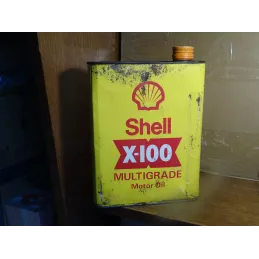 Shell
X-100
MULTIGRADE
Motor Oil